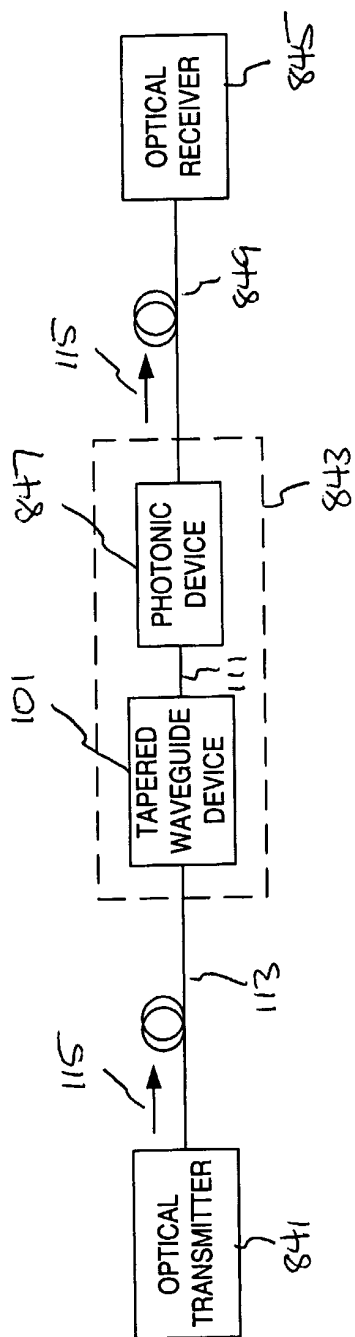 OPTICAL
TRANSMITTER
841
115
113
101
TAPERED
WAVEGUIDE
DEVICE
111
847
PHOTONIC
DEVICE
843
115
849
OPTICAL
RECEIVER
845